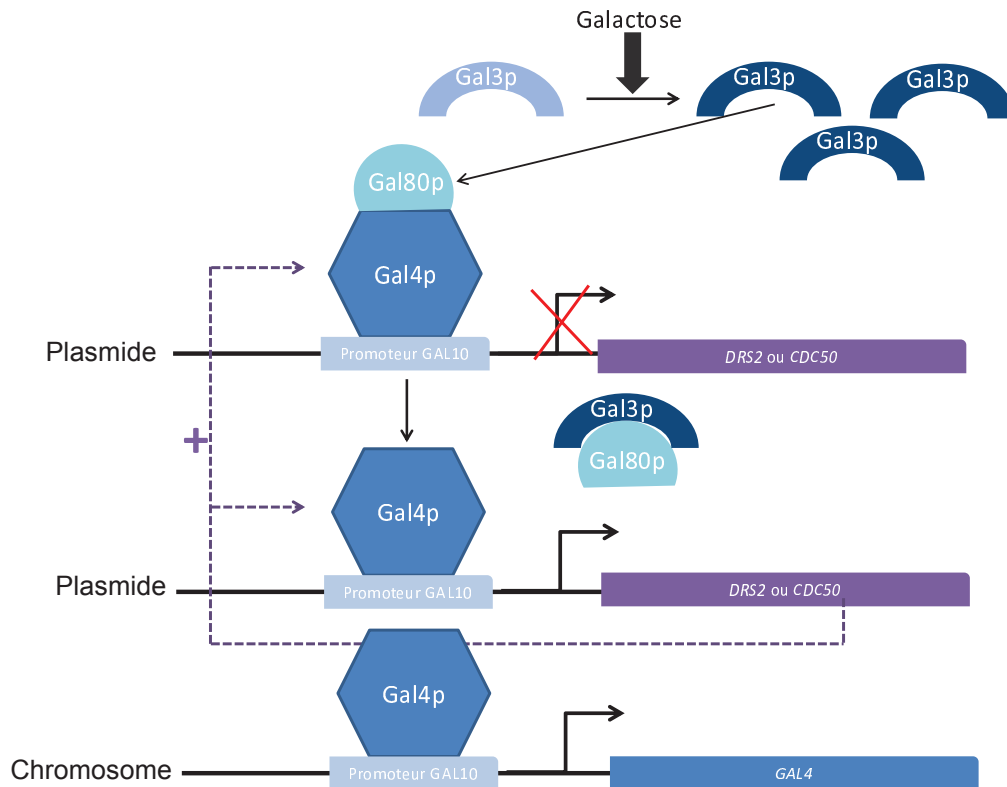 Galactose
Gal3p
Gal3p
Gal3p
Gal3p
Gal80p
Gal4p
Plasmide
Promoteur GAL10
DRS2 ou CDC50
Gal3p
Gal80p
+
Gal4p
Plasmide
Promoteur GAL10
DRS2 ou CDC50
Gal4p
Chromosome
Promoteur GAL10
GAL4